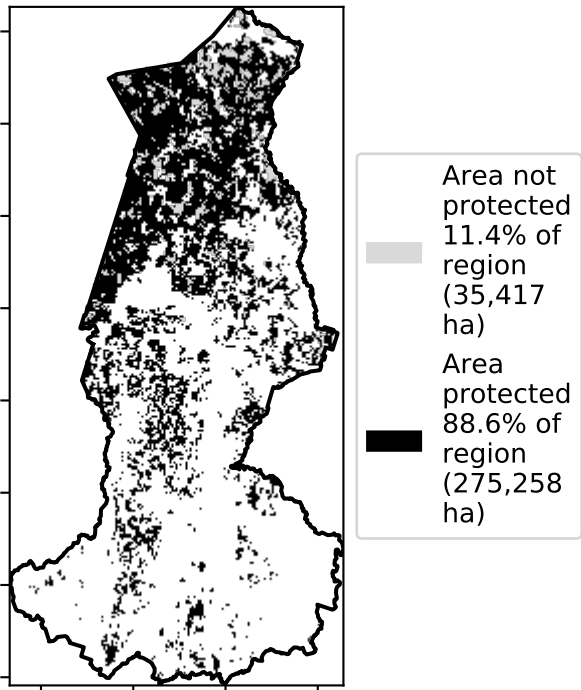 Area not
protected
11.4% of
region
(35,417
ha)
Area
protected
88.6% of
region
(275,258
ha)